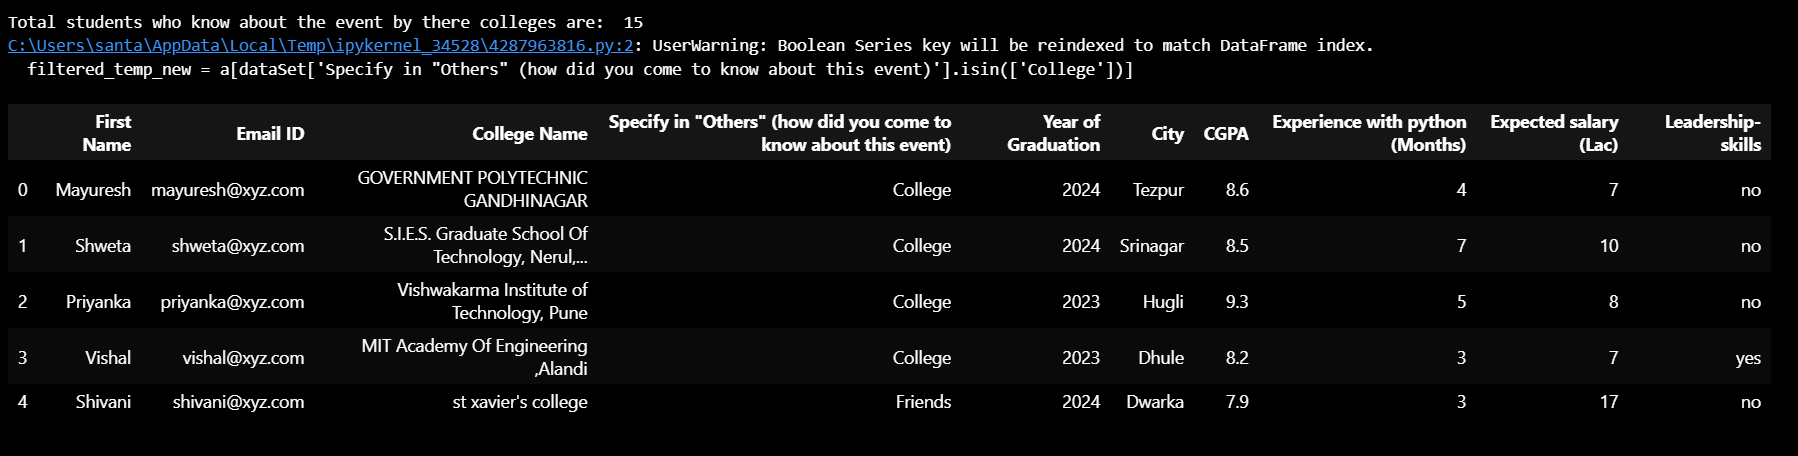 Total students who know about the event by there colleges are:  15
C:\Users\santa\AppData\Local\Temp\ipykernel_34528\4287963816.py:2: UserWarning: Boolean Series key will be reindexed to match DataFrame index.
  filtered_temp_new = a[dataSet['Specify in "Others" (how did you come to know about this event)'].isin(['College'])]
First Name Email ID College Name Specify in "Others" (how did you come to know about this event) Year of Graduation City CGPA Experience with python (Months) Expected salary (Lac) Leadership-skills
0 Mayuresh mayuresh@xyz.com GOVERNMENT POLYTECHNIC GANDHINAGAR College 2024 Tezpur 8.6 4 7 no
1 Shweta shweta@xyz.com S.I.E.S. Graduate School Of Technology, Nerul,... College 2024 Srinagar 8.5 7 10 no
2 Priyanka priyanka@xyz.com Vishwakarma Institute of Technology, Pune College 2023 Hugli 9.3 5 8 no
3 Vishal vishal@xyz.com MIT Academy Of Engineering ,Alandi College 2023 Dhule 8.2 3 7 yes
4 Shivani shivani@xyz.com st xavier's college Friends 2024 Dwarka 7.9 3 17 no